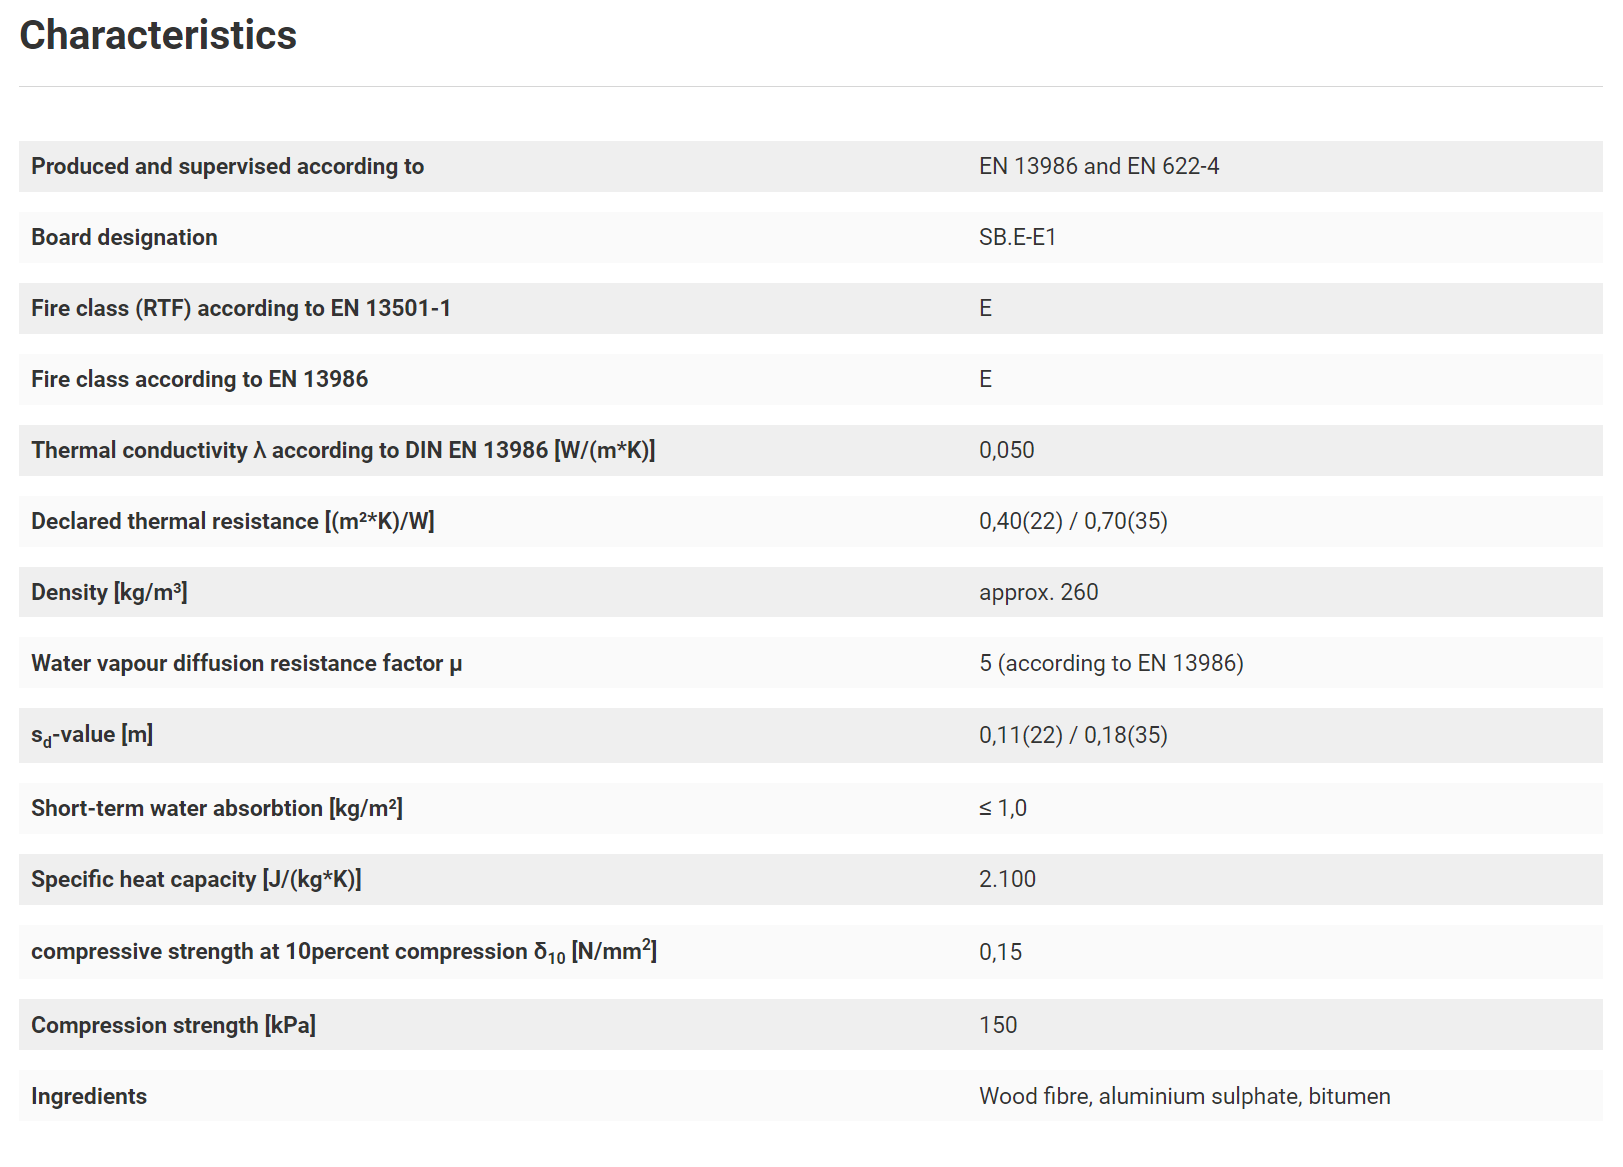 Characteristics
Produced and supervised according to EN 13986 and EN 622-4
Board designation SB.E-E1
Fire class (RTF) according to EN 13501-1 E
Fire class according to EN 13986 E
Thermal conductivity λ according to DIN EN 13986 [W/(m*K)] 0,050
Declared thermal resistance [(m²*K)/W] 0,40(22) / 0,70(35)
Density [kg/m³] approx. 260
Water vapour diffusion resistance factor µ 5 (according to EN 13986)
sd-value [m] 0,11(22) / 0,18(35)
Short-term water absorbtion [kg/m²] ≤ 1,0
Specific heat capacity [J/(kg*K)] 2.100
compressive strength at 10percent compression δ10 [N/mm2] 0,15
Compression strength [kPa] 150
Ingredients Wood fibre, aluminium sulphate, bitumen